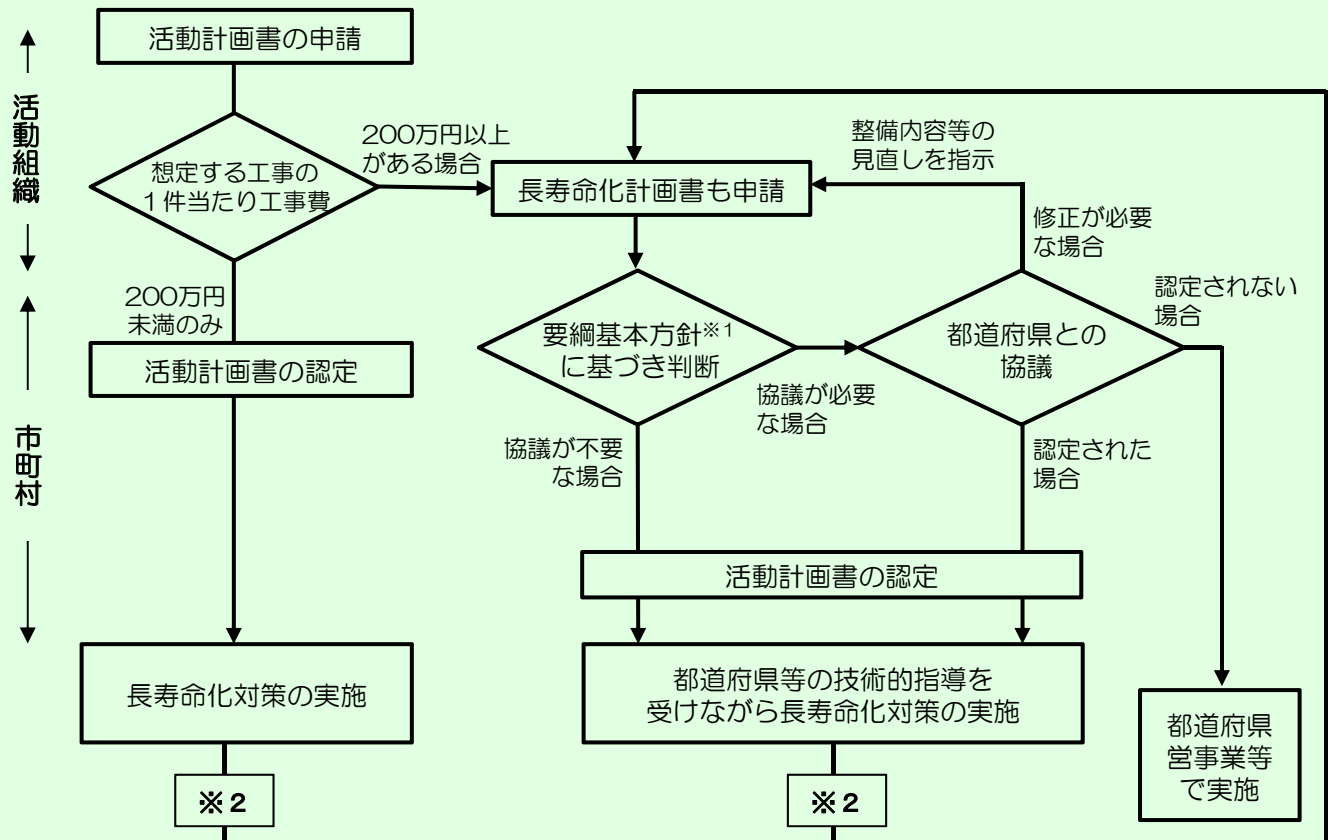 活動計画書の申請
活動組織
想定する工事の
1件当たり工事費
200万円以上
がある場合
長寿命化計画書も申請
整備内容等の
見直しを指示
修正が必要
な場合
認定されない
場合
200万円
未満のみ
活動計画書の認定
要綱基本方針※1
に基づき判断
協議が必要
な場合
都道府県との
協議
市町村
協議が不要
な場合
認定された
場合
活動計画書の認定
長寿命化対策の実施
都道府県等の技術的指導を
受けながら長寿命化対策の実施
都道府県
営事業等
で実施
※2
※2